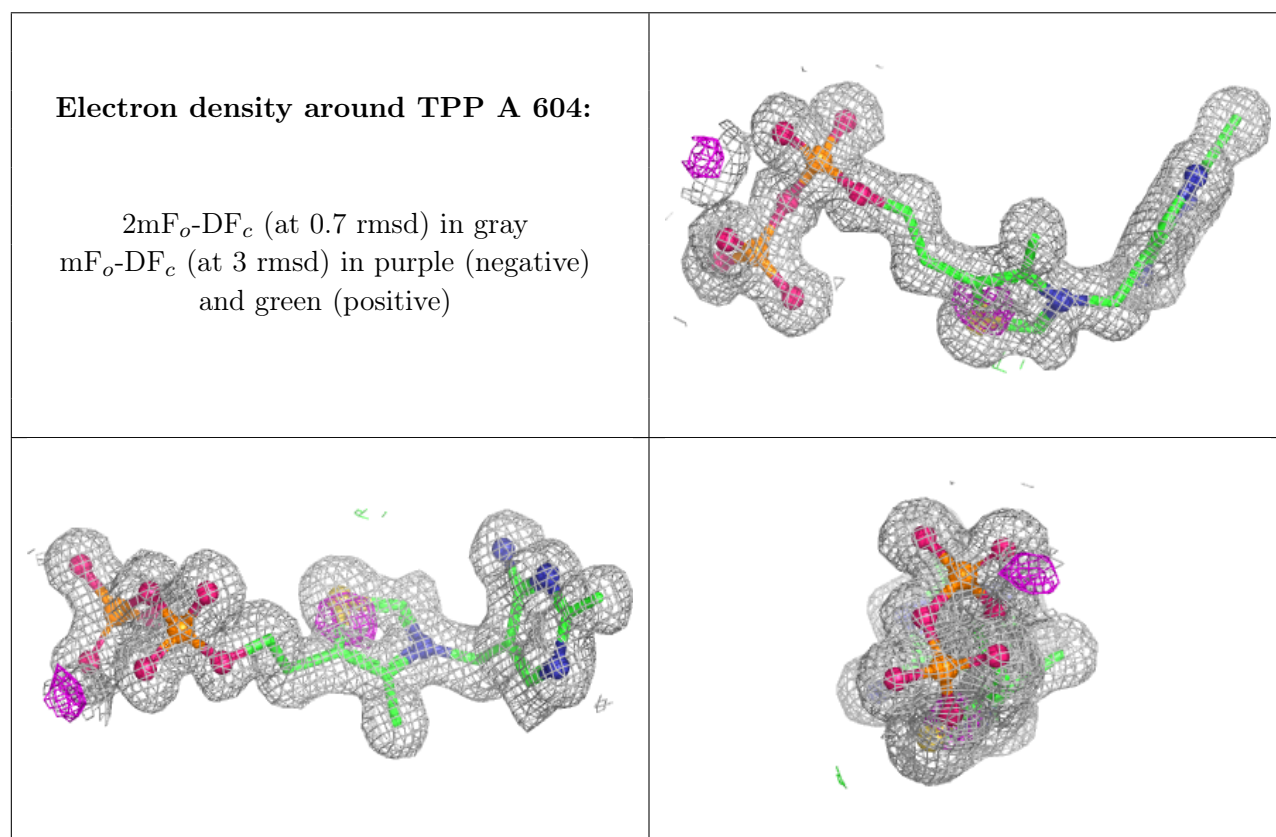 Electron density around TPP A 604:
2mFo-DFc (at 0.7 rmsd) in gray
mFo-DFc (at 3 rmsd) in purple (negative)
and green (positive)